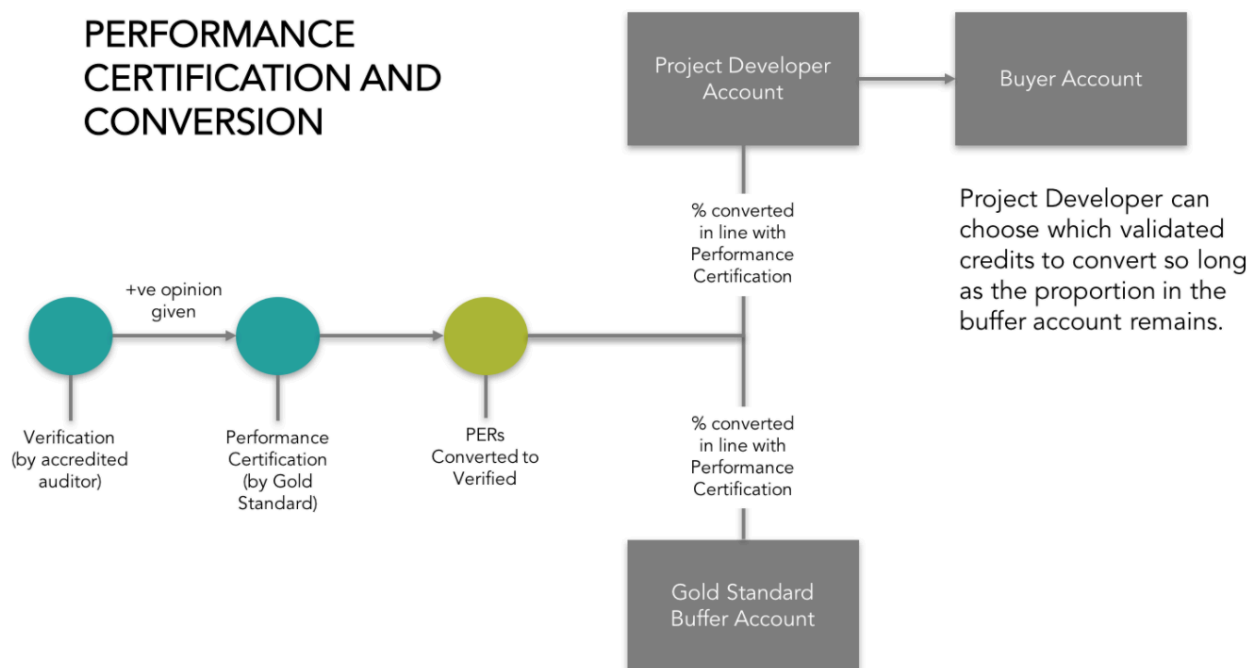 PERFORMANCE
CERTIFICATION AND
CONVERSION
Project Developer
Account
Buyer Account
% converted
in line with
Performance
Certification
Project Developer can
choose which validated
credits to convert so long
as the proportion in the
buffer account remains.
+ve opinion
given
Verification
(by accredited
auditor)
Performance
Certification
(by Gold
Standard)
PERs
Converted to
Verified
% converted
in line with
Performance
Certification
Gold Standard
Buffer Account